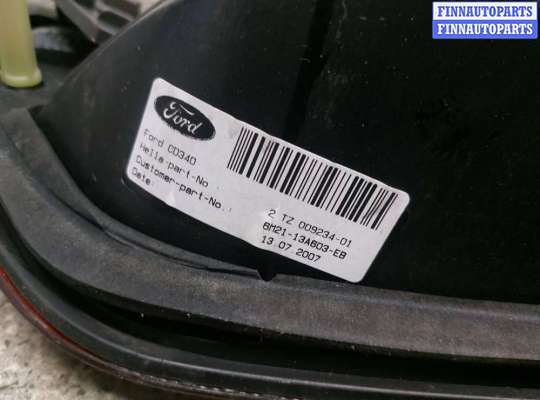 FINNAUTOPARTS
FINNAUTOPARTS
Ford
Ford CD340
Hella part-No
Customer-part-No.:
Date:
2 TZ 009234-01
6M21-13A603-EB
13.07.2007